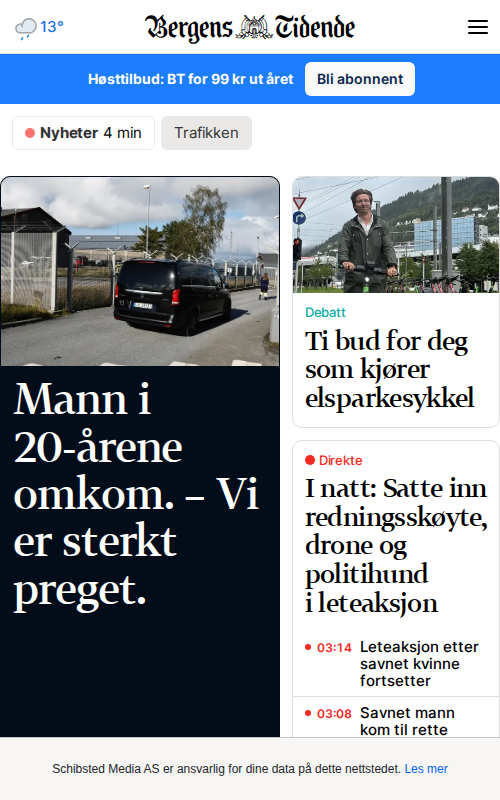 13°
Bergens Tidende
Høsttilbud: BT for 99 kr ut året
Bli abonnent
Nyheter 4 min
Trafikken
Mann i
20-årene
omkom. – Vi
er sterkt
preget.
Debatt
Ti bud for deg
som kjører
elsparkesykkel
Direkte
I natt: Satte inn
redningsskøyte,
drone og
politihund
i leteaksjon
03:14 Leteaksjon etter
savnet kvinne
fortsetter
03:08 Savnet mann
kom til rette
Schibsted Media AS er ansvarlig for dine data på dette nettstedet. Les mer